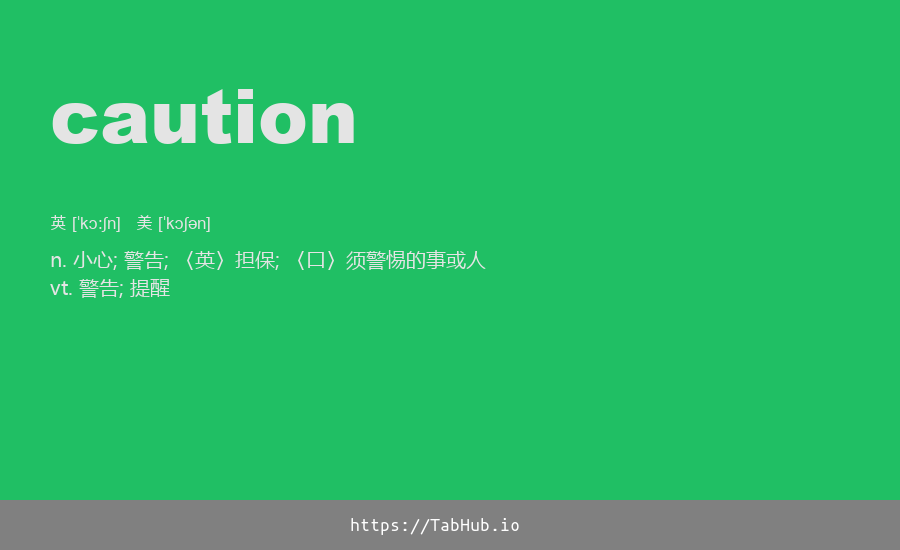 caution
英 [ˈkɔːʃn] 美 [ˈkɔʃən]
n. 小心; 警告; 〈英〉担保; 〈口〉须警惕的事或人
vt. 警告; 提醒
https://TabHub.io